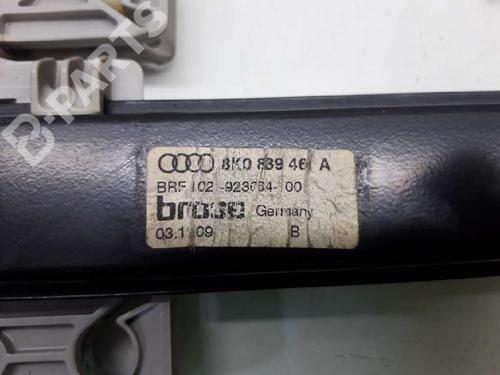 B-PARTS
8K0 839 46 A
BRF 102-923064-100
brose Germany
03.1 09 B